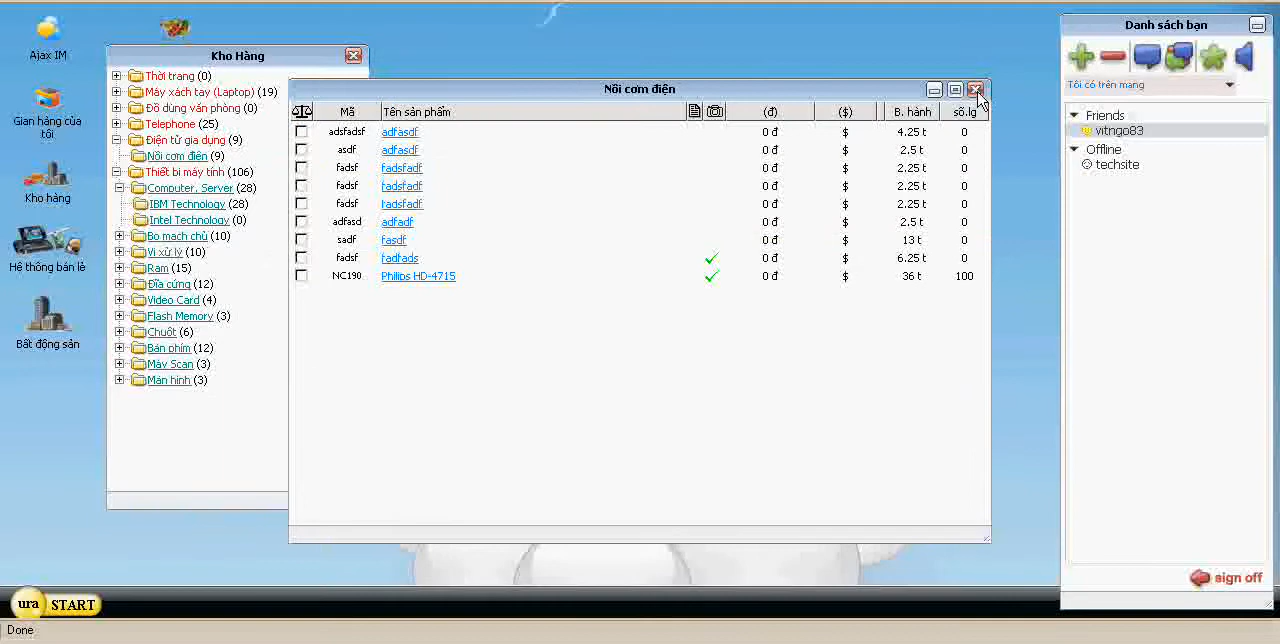 Ajax IM
Gian hàng của
tôi
Kho hàng
Hệ thông bán lẻ
Bất động sản
Kho Hàng
Thời trang (0)
Máy xách tay (Laptop) (19)
Đồ dùng văn phòng (0)
Telephone (25)
Điện tử gia dụng (9)
Nồi cơm điện (9)
Thiết bị máy tính (106)
Computer, Server (28)
IBM Technology (28)
Intel Technology (0)
Bo mạch chủ (10)
Vi xử lý (10)
Ram (15)
Đĩa cứng (12)
Video Card (4)
Flash Memory (3)
Chuột (6)
Bàn phím (12)
Máy Scan (3)
Màn hình (3)
Nồi cơm điện
Mã Tên sản phẩm (đ) ($) B. hành số.lg
adsfadsf adfasdf 0 đ $ 4.25 t 0
asdf adfasdf 0 đ $ 2.5 t 0
fadsf fadsfadf 0 đ $ 2.25 t 0
fadsf fadsfadf 0 đ $ 2.25 t 0
fadsf fadsfadf 0 đ $ 2.25 t 0
adfasd adfadf 0 đ $ 2.5 t 0
sadf fasdf 0 đ $ 13 t 0
fadsf fadfads 0 đ $ 6.25 t 0
NC190 Philips HD-4715 0 đ $ 36 t 100
Danh sách bạn
Tôi có trên mạng
Friends
vitngo83
Offline
techsite
sign off
ura START
Done